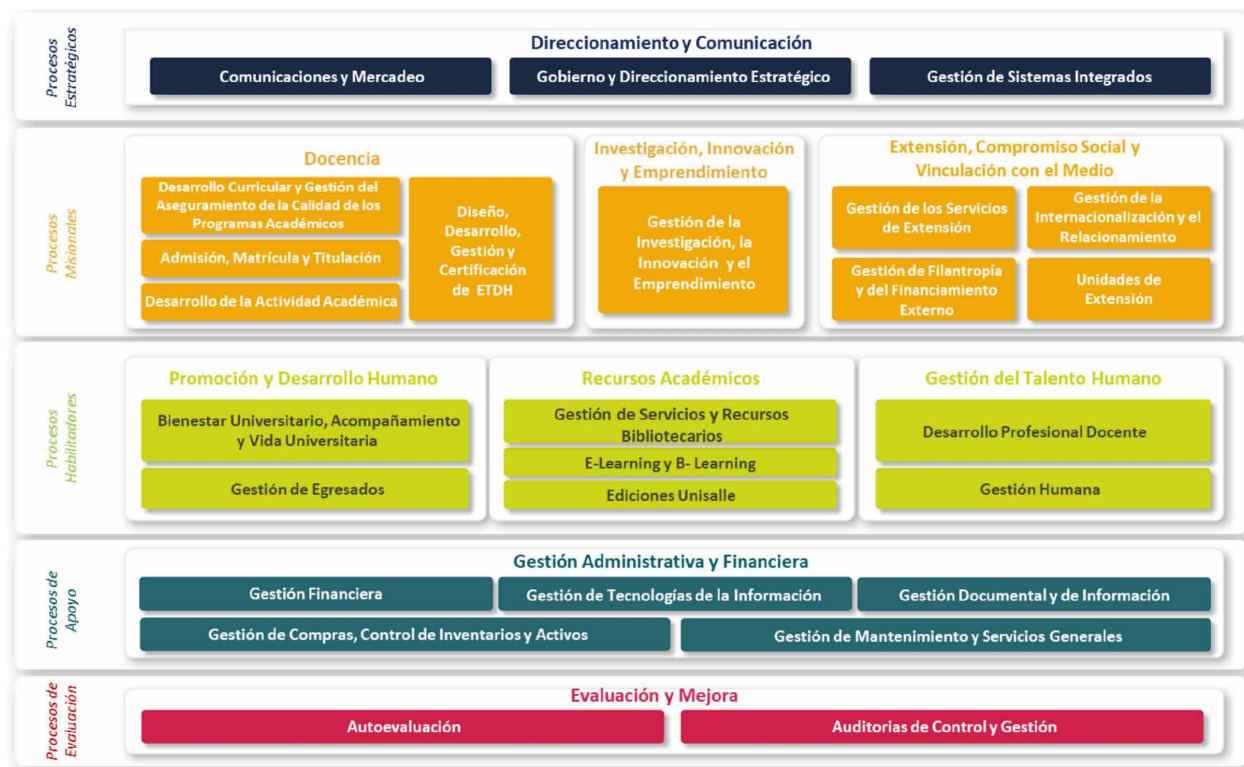 Procesos
Estratégicos
Direccionamiento y Comunicación
Comunicaciones y Mercadeo
Gobierno y Direccionamiento Estratégico
Gestión de Sistemas Integrados
Procesos
Misionales
Docencia
Desarrollo Curricular y Gestión del
Aseguramiento de la Calidad de los
Programas Académicos
Admisión, Matrícula y Titulación
Desarrollo de la Actividad Académica
Diseño,
Desarrollo,
Gestión y
Certificación
de ETDH
Investigación, Innovación
y Emprendimiento
Gestión de la
Investigación, la
Innovación y el
Emprendimiento
Extensión, Compromiso Social y
Vinculación con el Medio
Gestión de los Servicios
de Extensión
Gestión de la
Internacionalización y el
Relacionamiento
Gestión de Filantropía
y del Financiamiento
Externo
Unidades de
Extensión
Procesos
Habilitadores
Promoción y Desarrollo Humano
Bienestar Universitario, Acompañamiento
y Vida Universitaria
Gestión de Egresados
Recursos Académicos
Gestión de Servicios y Recursos
Bibliotecarios
E-Learning y B- Learning
Ediciones Unisalle
Gestión del Talento Humano
Desarrollo Profesional Docente
Gestión Humana
Procesos de
Apoyo
Gestión Administrativa y Financiera
Gestión Financiera
Gestión de Tecnologías de la Información
Gestión Documental y de Información
Gestión de Compras, Control de Inventarios y Activos
Gestión de Mantenimiento y Servicios Generales
Procesos de
Evaluación
Evaluación y Mejora
Autoevaluación
Auditorias de Control y Gestión